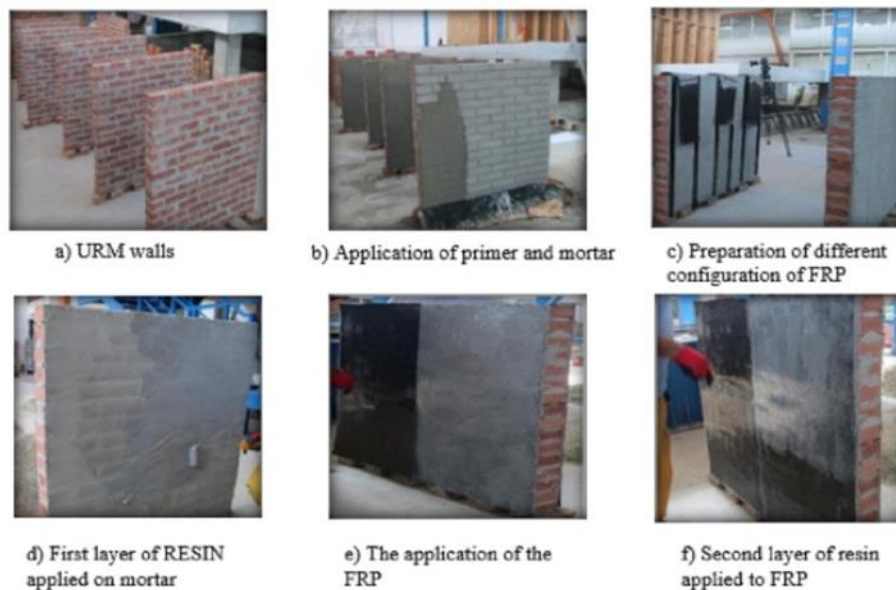 a) URM walls
b) Application of primer and mortar
c) Preparation of different
configuration of FRP
d) First layer of RESIN
applied on mortar
e) The application of the
FRP
f) Second layer of resin
applied to FRP